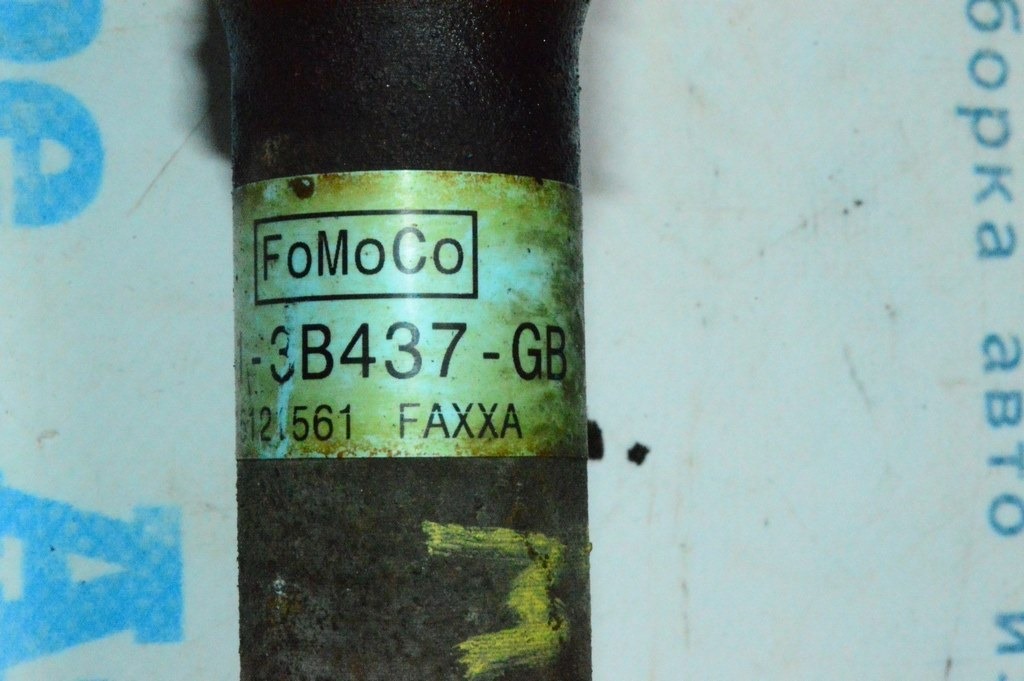 FoMoCo
-3B437-GB
561 FAXXA
борка авто и